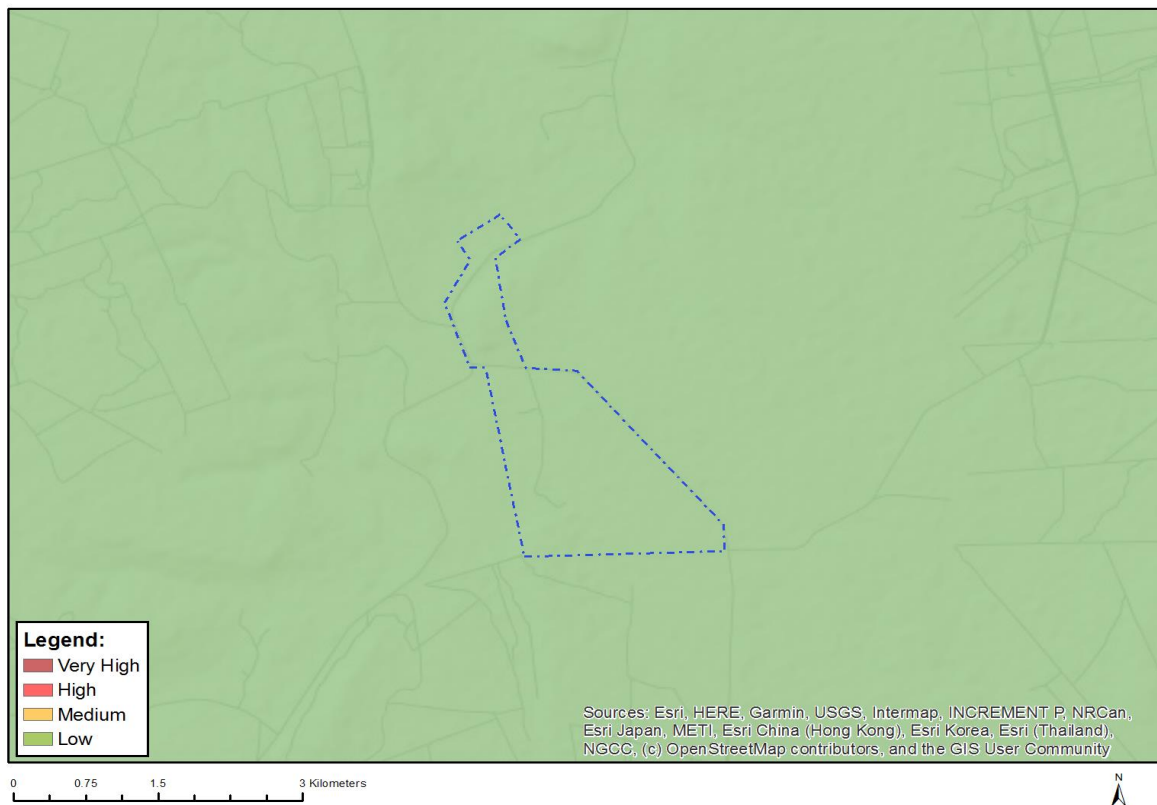 Legend:
Very High
High
Medium
Low
Sources: Esri, HERE, Garmin, USGS, Intermap, INCREMENT P, NRCan,
Esri Japan, METI, Esri China (Hong Kong), Esri Korea, Esri (Thailand),
NGCC, (c) OpenStreetMap contributors, and the GIS User Community
0 0.75 1.5 3 Kilometers
N